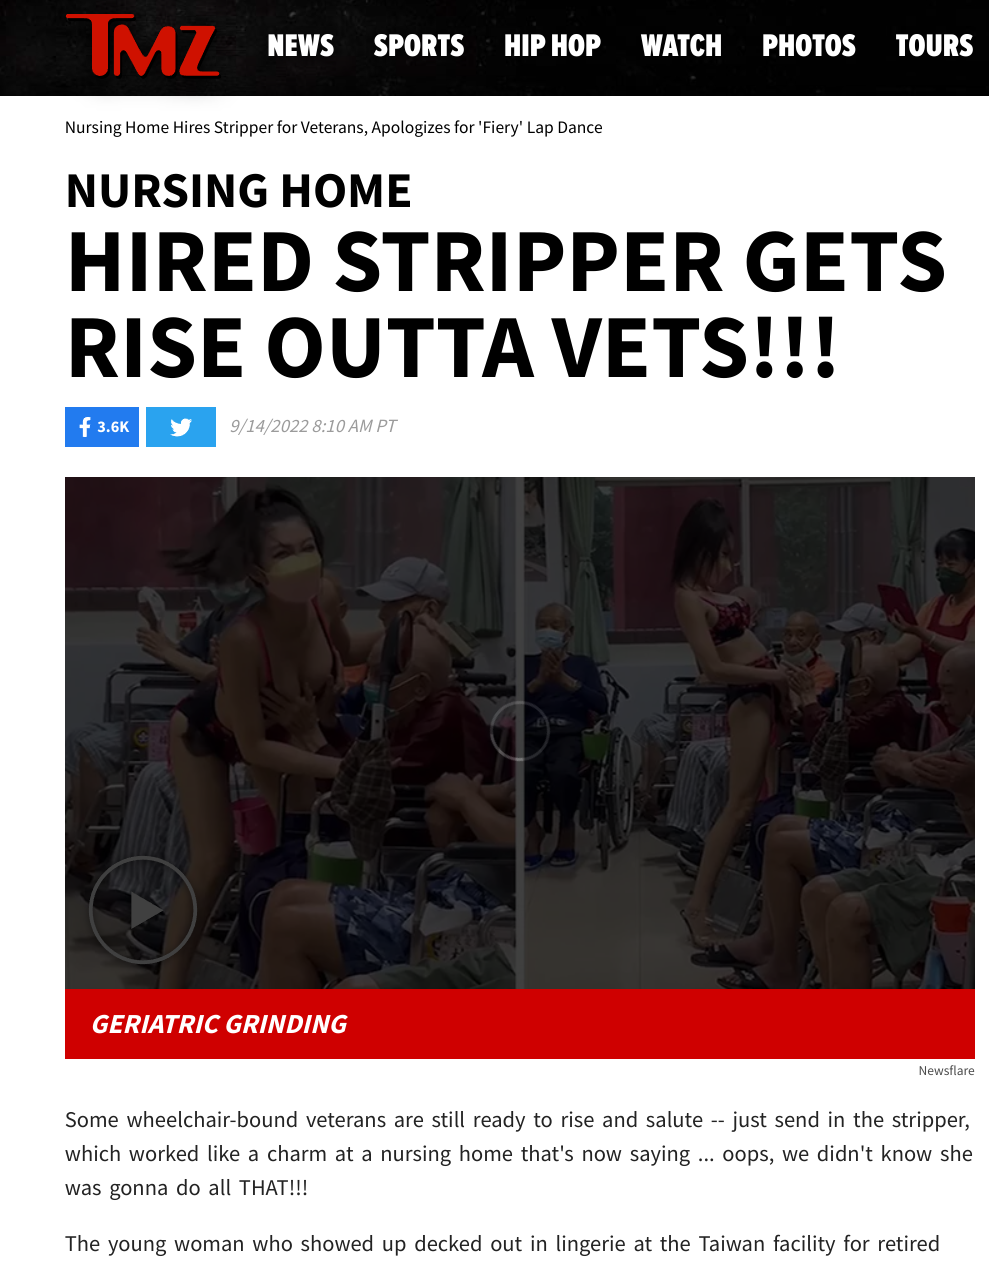 TMZ
NEWS SPORTS HIP HOP WATCH PHOTOS TOURS
Nursing Home Hires Stripper for Veterans, Apologizes for 'Fiery' Lap Dance
NURSING HOME
HIRED STRIPPER GETS
RISE OUTTA VETS!!!
3.6K
9/14/2022 8:10 AM PT
GERIATRIC GRINDING
Newsflare
Some wheelchair-bound veterans are still ready to rise and salute -- just send in the stripper,
which worked like a charm at a nursing home that's now saying ... oops, we didn't know she
was gonna do all THAT!!!
The young woman who showed up decked out in lingerie at the Taiwan facility for retired